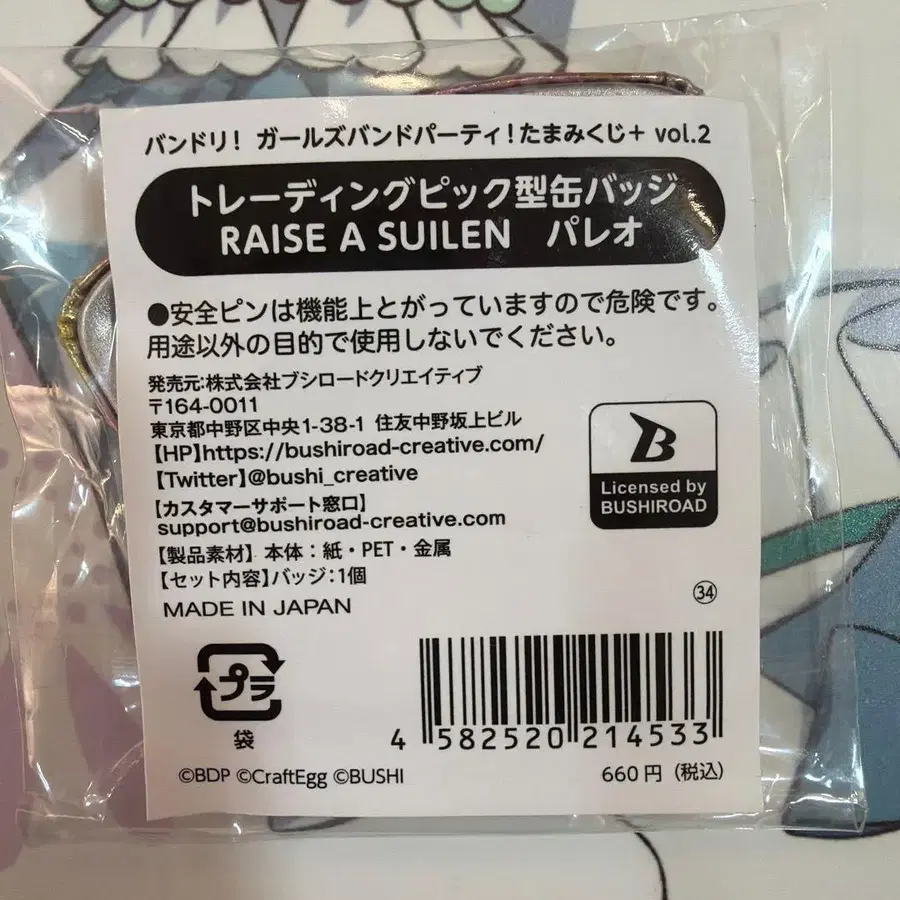 バンドリ! ガールズバンドパーティ!たまみくじ+ vol.2
トレーディングピック型缶バッジ
RAISE A SUILEN パレオ
●安全ピンは機能上とがっていますので危険です。
用途以外の目的で使用しないでください。
発売元:株式会社ブシロードクリエイティブ
〒164-0011
東京都中野区中央1-38-1 住友中野坂上ビル
【HP】https://bushiroad-creative.com/
【Twitter】@bushi_creative
【カスタマーサポート窓口】
support@bushiroad-creative.com
【製品素材】本体:紙・PET・金属
【セット内容】バッジ:1個
MADE IN JAPAN
B
Licensed by
BUSHIROAD
㉞
プラ
袋
4 582520 214533
©BDP ©CraftEgg ©BUSHI
660円(税込)